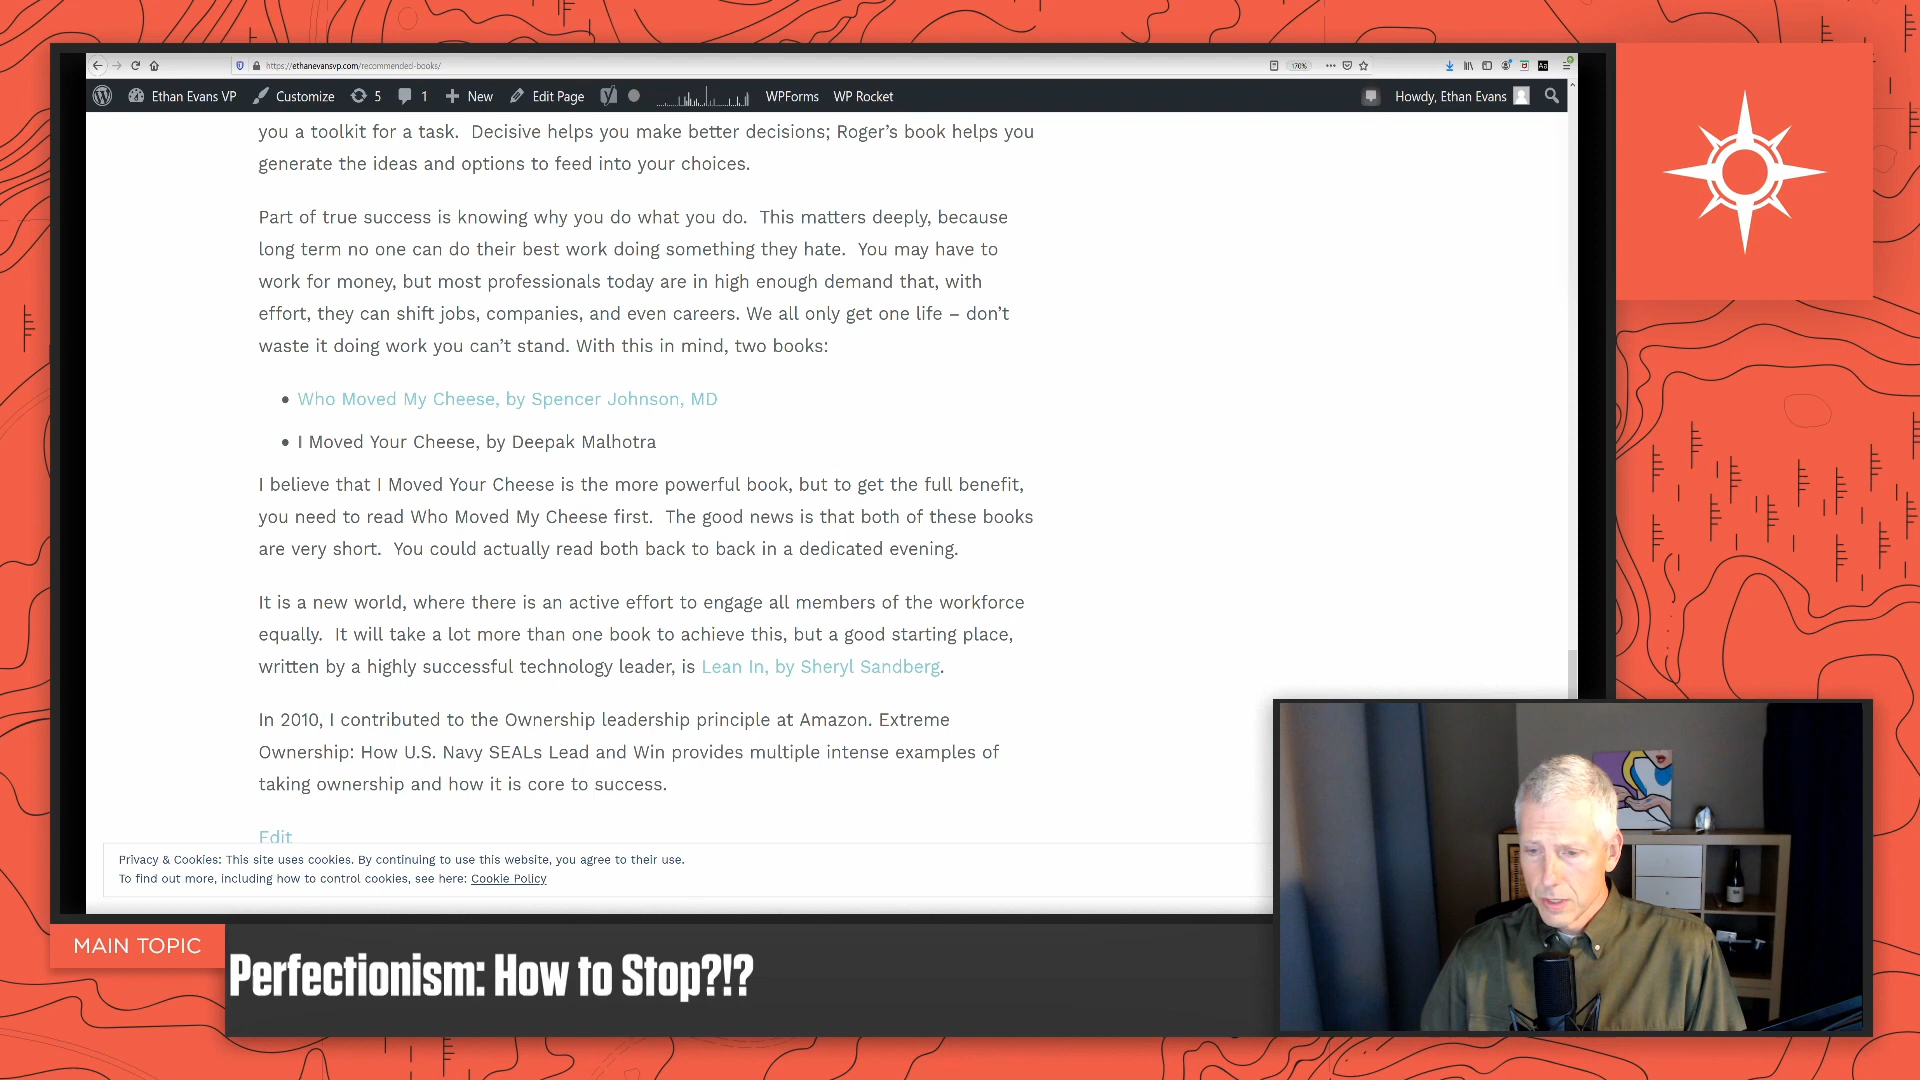 https://ethanevansvp.com/recommended-books/
170%
Ethan Evans VP
Customize
5
1
New
Edit Page
WPForms
WP Rocket
Howdy, Ethan Evans
you a toolkit for a task.  Decisive helps you make better decisions; Roger’s book helps you
generate the ideas and options to feed into your choices.
Part of true success is knowing why you do what you do.  This matters deeply, because
long term no one can do their best work doing something they hate.  You may have to
work for money, but most professionals today are in high enough demand that, with
effort, they can shift jobs, companies, and even careers. We all only get one life – don’t
waste it doing work you can’t stand. With this in mind, two books:
• Who Moved My Cheese, by Spencer Johnson, MD
• I Moved Your Cheese, by Deepak Malhotra
I believe that I Moved Your Cheese is the more powerful book, but to get the full benefit,
you need to read Who Moved My Cheese first.  The good news is that both of these books
are very short.  You could actually read both back to back in a dedicated evening.
It is a new world, where there is an active effort to engage all members of the workforce
equally.  It will take a lot more than one book to achieve this, but a good starting place,
written by a highly successful technology leader, is Lean In, by Sheryl Sandberg.
In 2010, I contributed to the Ownership leadership principle at Amazon. Extreme
Ownership: How U.S. Navy SEALs Lead and Win provides multiple intense examples of
taking ownership and how it is core to success.
Edit
Privacy & Cookies: This site uses cookies. By continuing to use this website, you agree to their use.
To find out more, including how to control cookies, see here: Cookie Policy
MAIN TOPIC
Perfectionism: How to Stop?!?